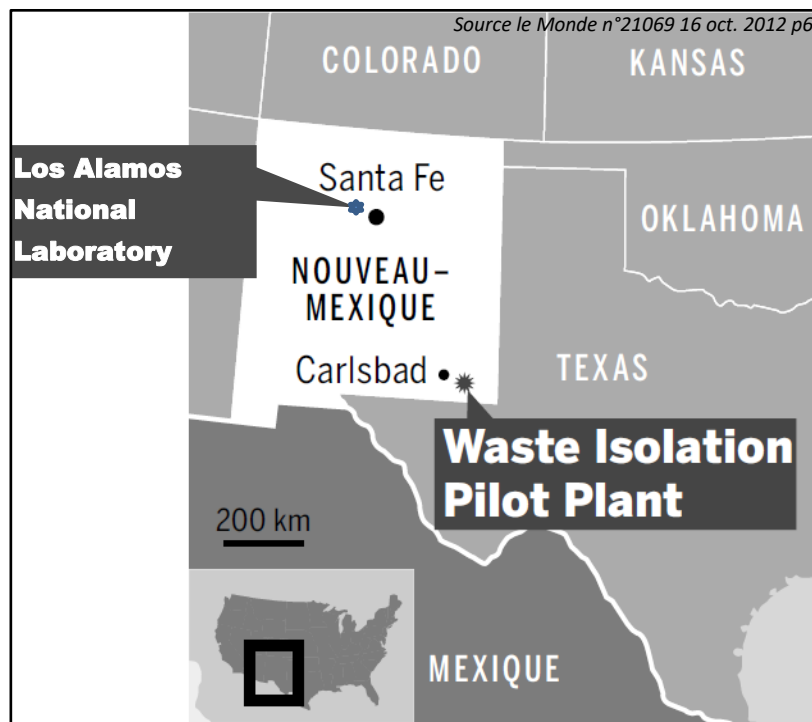 Source le Monde n°21069 16 oct. 2012 p6
COLORADO
KANSAS
Los Alamos
National
Laboratory
Santa Fe
OKLAHOMA
NOUVEAU–
MEXIQUE
Carlsbad
TEXAS
Waste Isolation
Pilot Plant
200 km
MEXIQUE